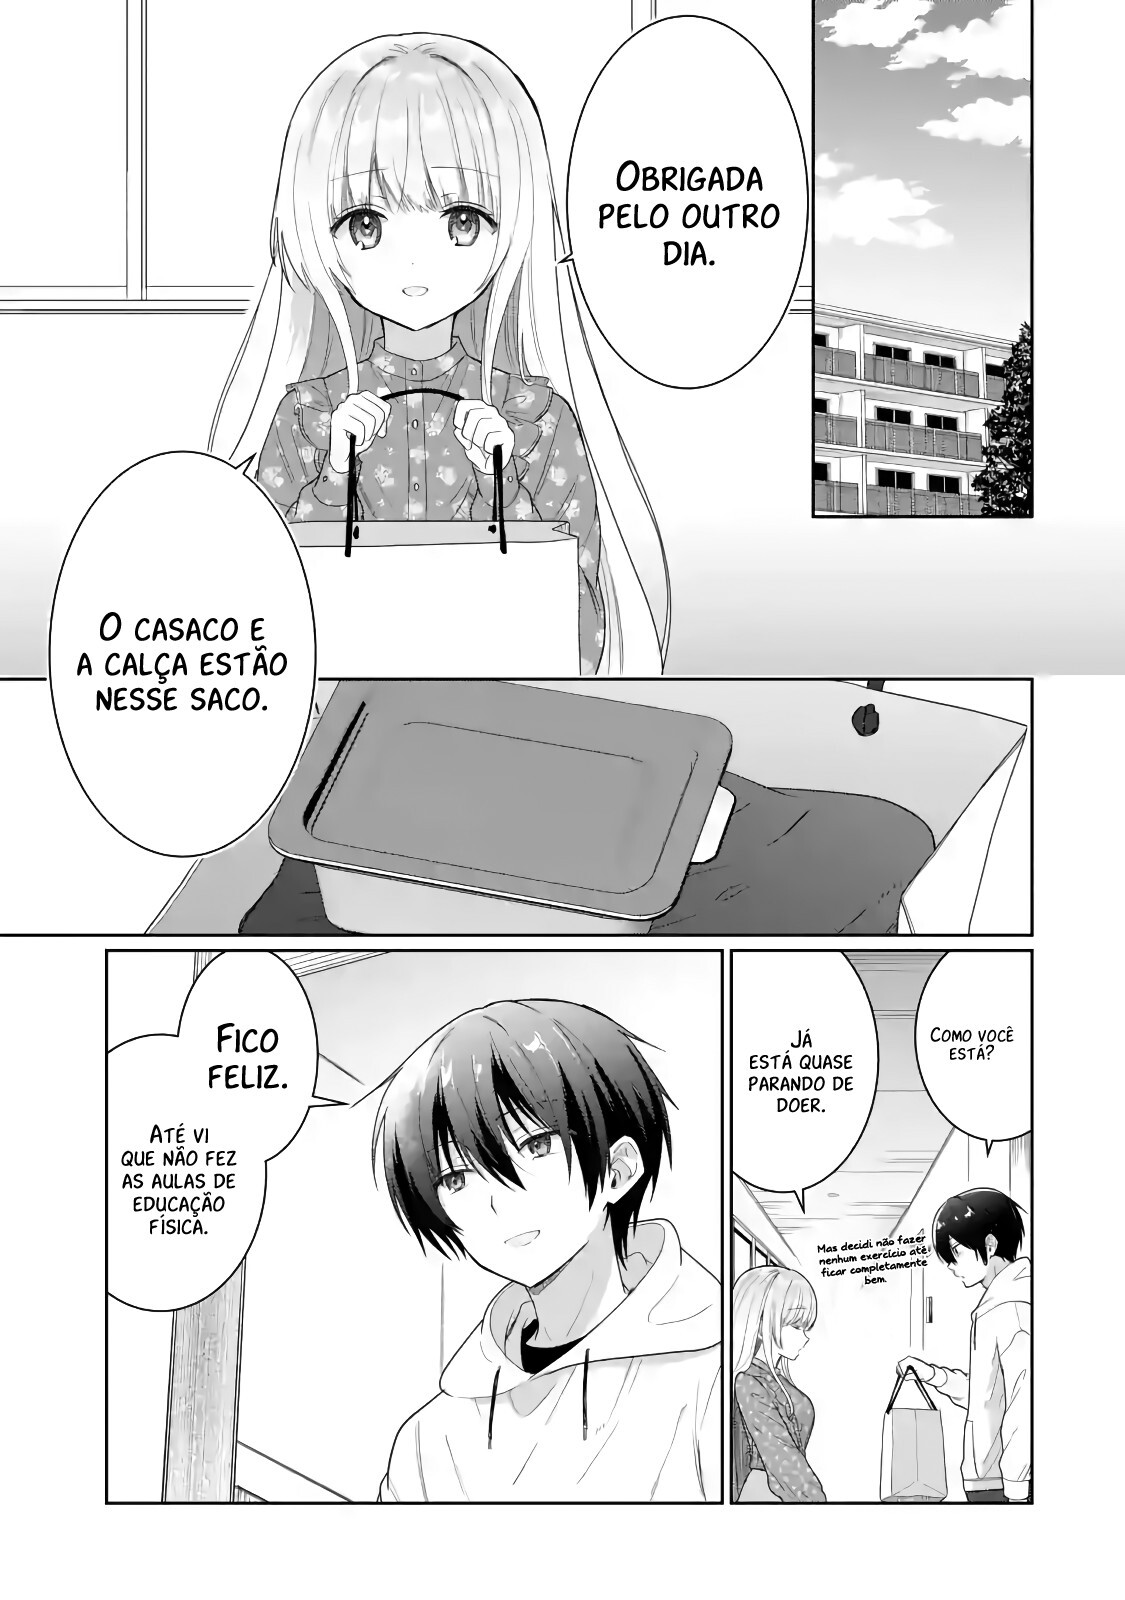 OBRIGADA
PELO OUTRO
DIA.
O CASACO E
A CALÇA ESTÃO
NESSE SACO.
COMO VOCÊ
ESTÁ?
JÁ
ESTÁ QUASE
PARANDO DE
DOER.
Mas decidi não fazer
nenhum exercício até
ficar completamente
bem.
FICO
FELIZ.
ATÉ VI
QUE NÃO FEZ
AS AULAS DE
EDUCAÇÃO
FÍSICA.